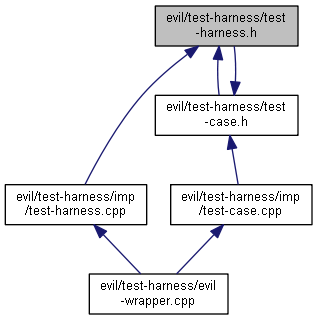 evil/test-harness/test
-harness.h
evil/test-harness/test
-case.h
evil/test-harness/imp
/test-harness.cpp
evil/test-harness/imp
/test-case.cpp
evil/test-harness/evil
-wrapper.cpp